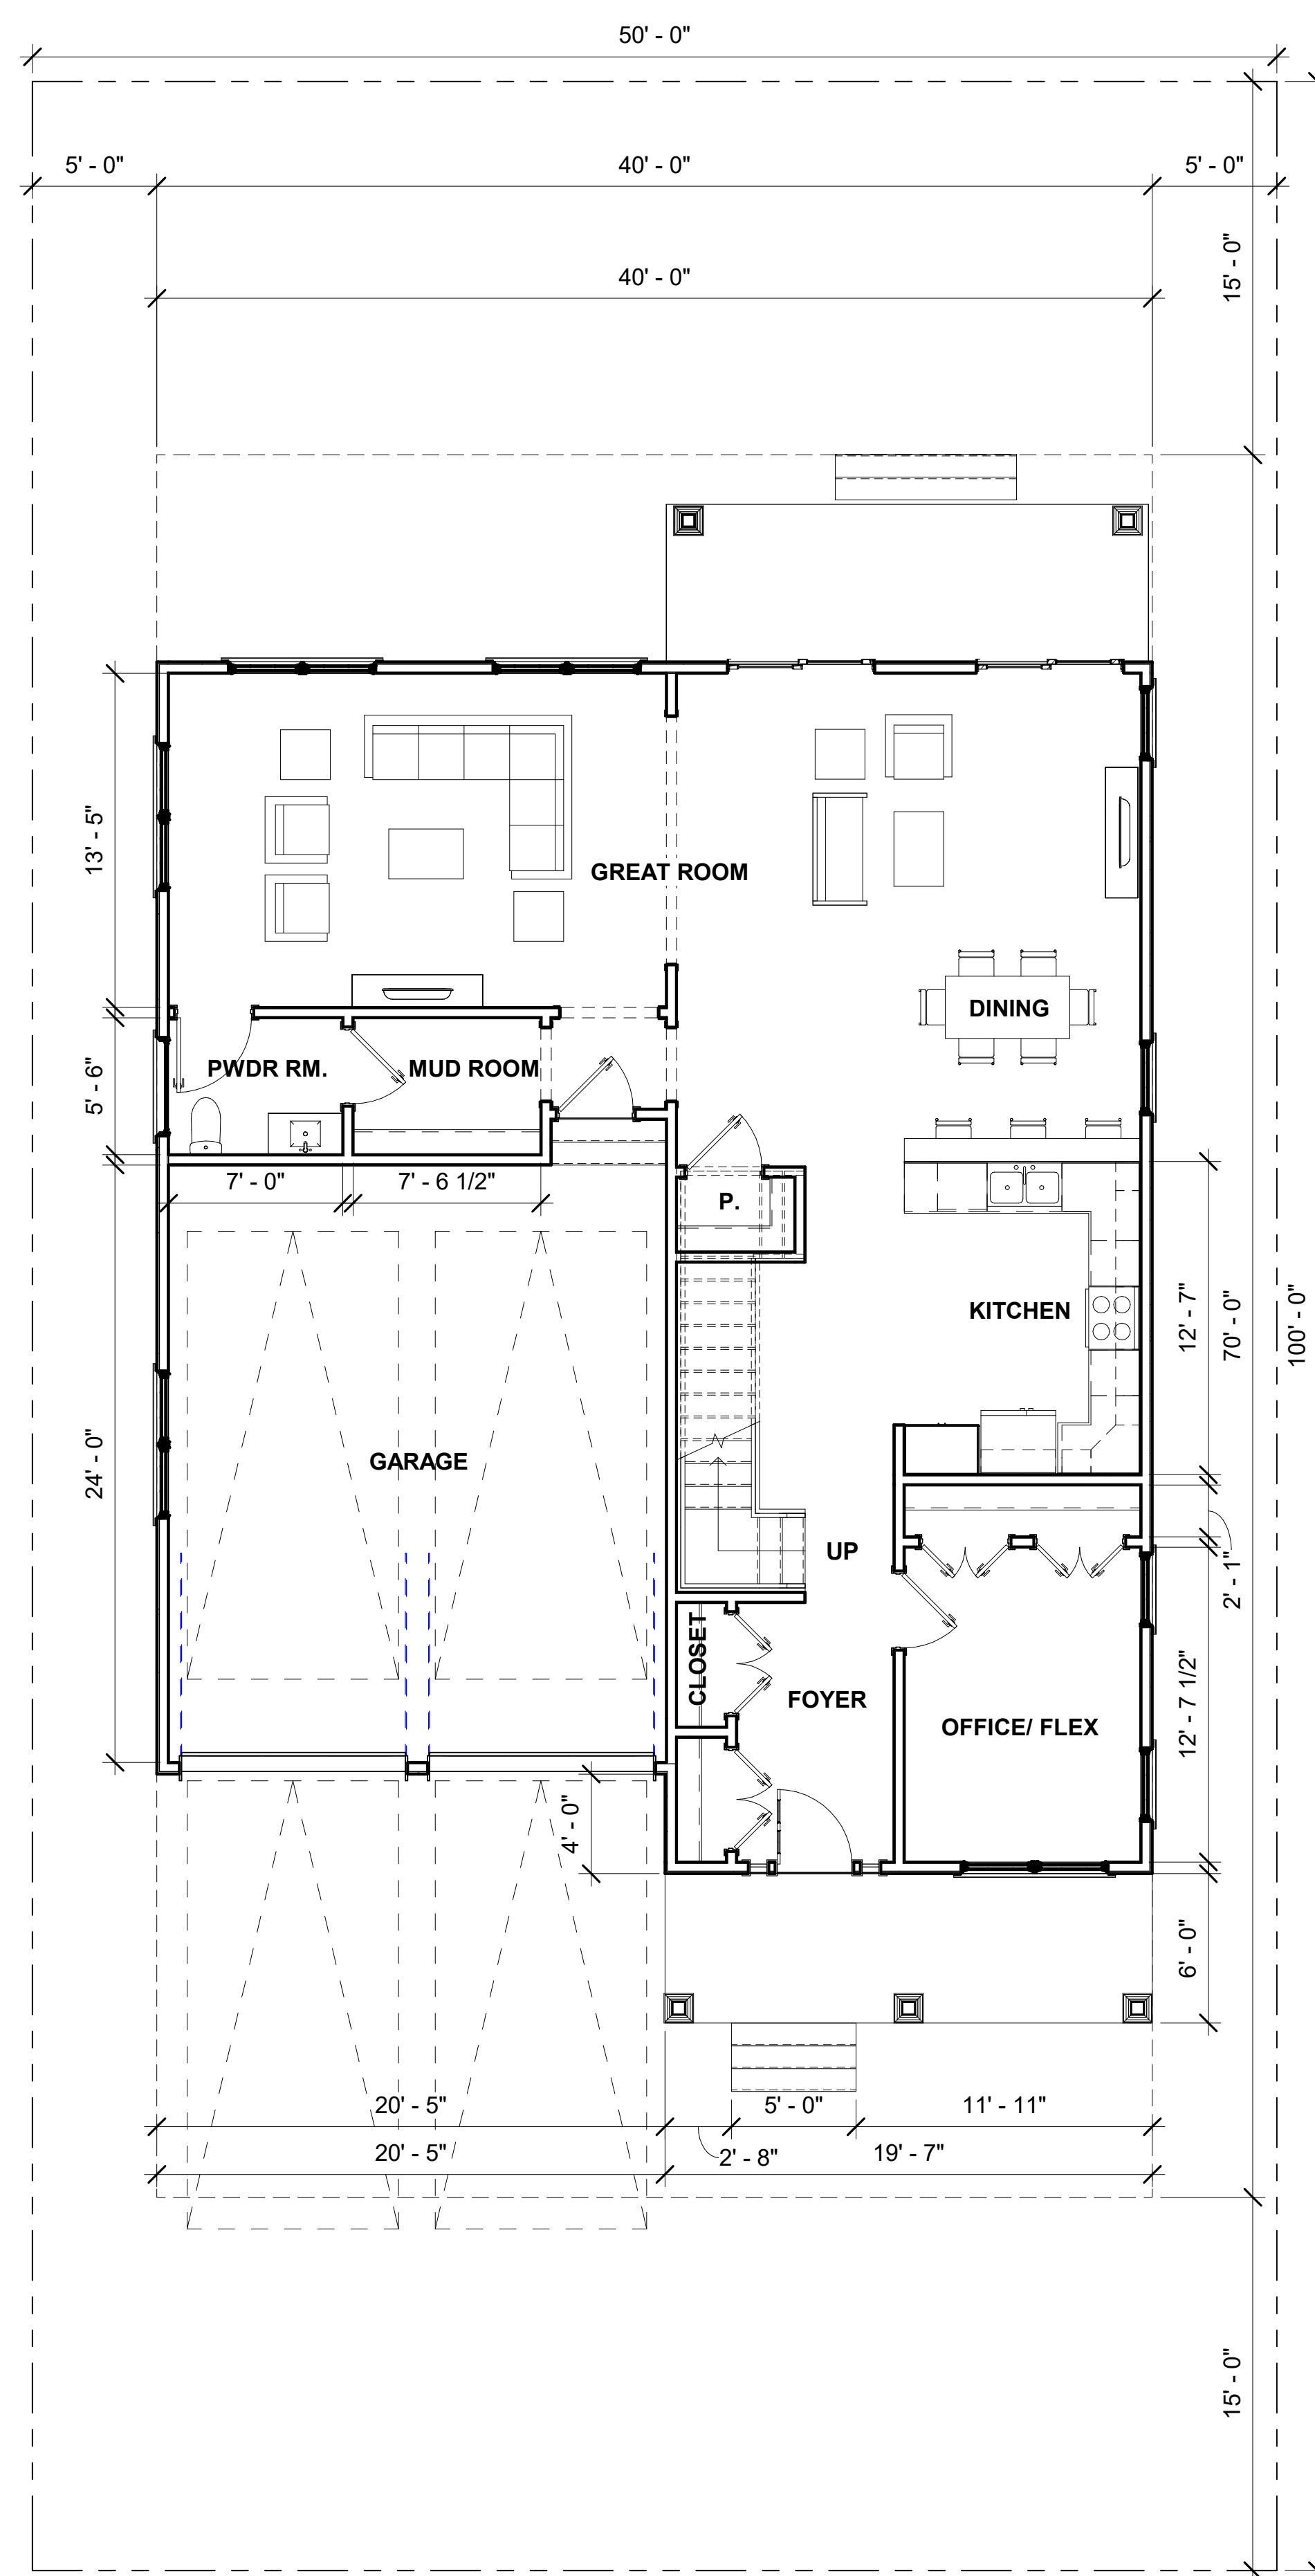 50' - 0"
5' - 0"
40' - 0"
5' - 0"
40' - 0"
15' - 0"
13' - 5"
GREAT ROOM
DINING
5' - 6"
PWDR RM.
MUD ROOM
7' - 0"
7' - 6 1/2"
P.
KITCHEN
12' - 7"
70' - 0"
100' - 0"
24' - 0"
GARAGE
UP
2' - 1"
CLOSET
FOYER
OFFICE/ FLEX
12' - 7 1/2"
4' - 0"
6' - 0"
20' - 5"
5' - 0"
11' - 11"
20' - 5"
2' - 8"
19' - 7"
15' - 0"